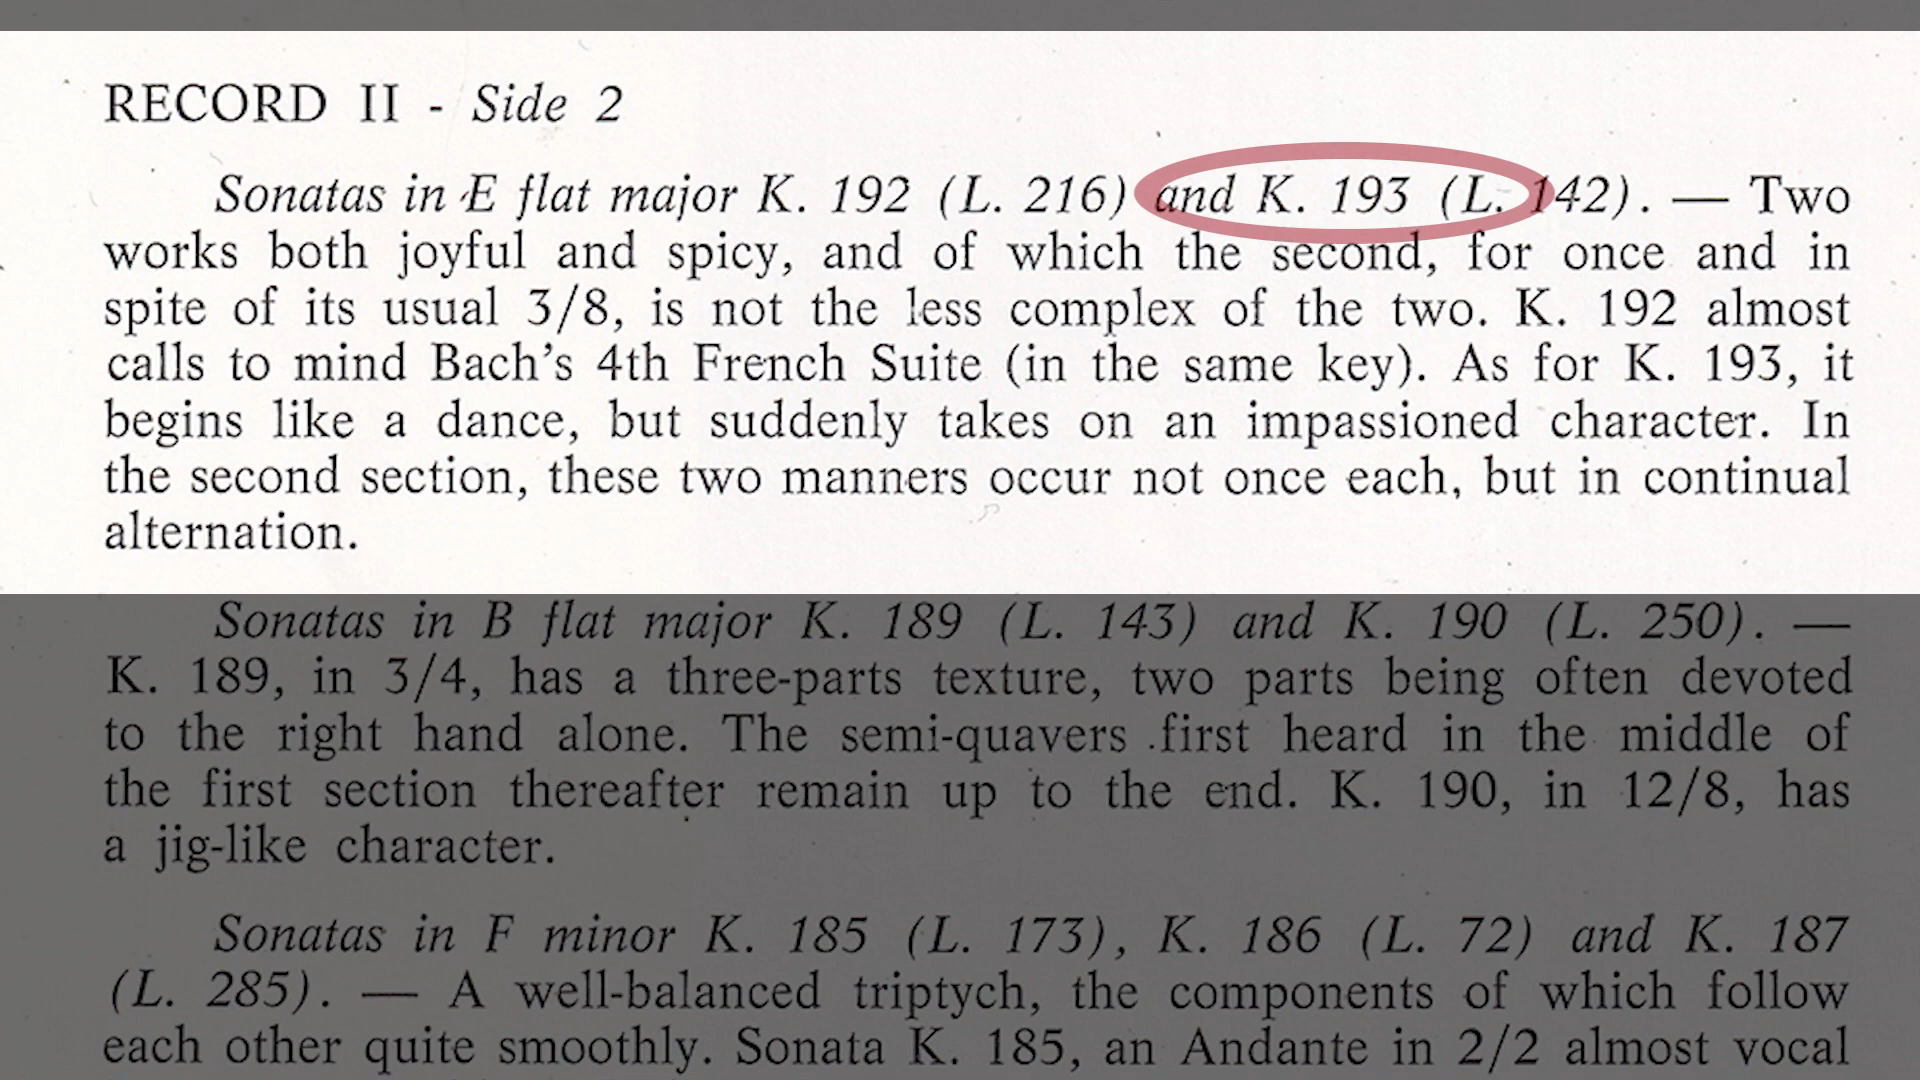 RECORD II - Side 2
Sonatas in E flat major K. 192 (L. 216) and K. 193 (L. 142). — Two
works both joyful and spicy, and of which the second, for once and in
spite of its usual 3/8, is not the less complex of the two. K. 192 almost
calls to mind Bach's 4th French Suite (in the same key). As for K. 193, it
begins like a dance, but suddenly takes on an impassioned character. In
the second section, these two manners occur not once each, but in continual
alternation.
Sonatas in B flat major K. 189 (L. 143) and K. 190 (L. 250). —
K. 189, in 3/4, has a three-parts texture, two parts being often devoted
to the right hand alone. The semi-quavers first heard in the middle of
the first section thereafter remain up to the end. K. 190, in 12/8, has
a jig-like character.
Sonatas in F minor K. 185 (L. 173), K. 186 (L. 72) and K. 187
(L. 285). — A well-balanced triptych, the components of which follow
each other quite smoothly. Sonata K. 185, an Andante in 2/2 almost vocal